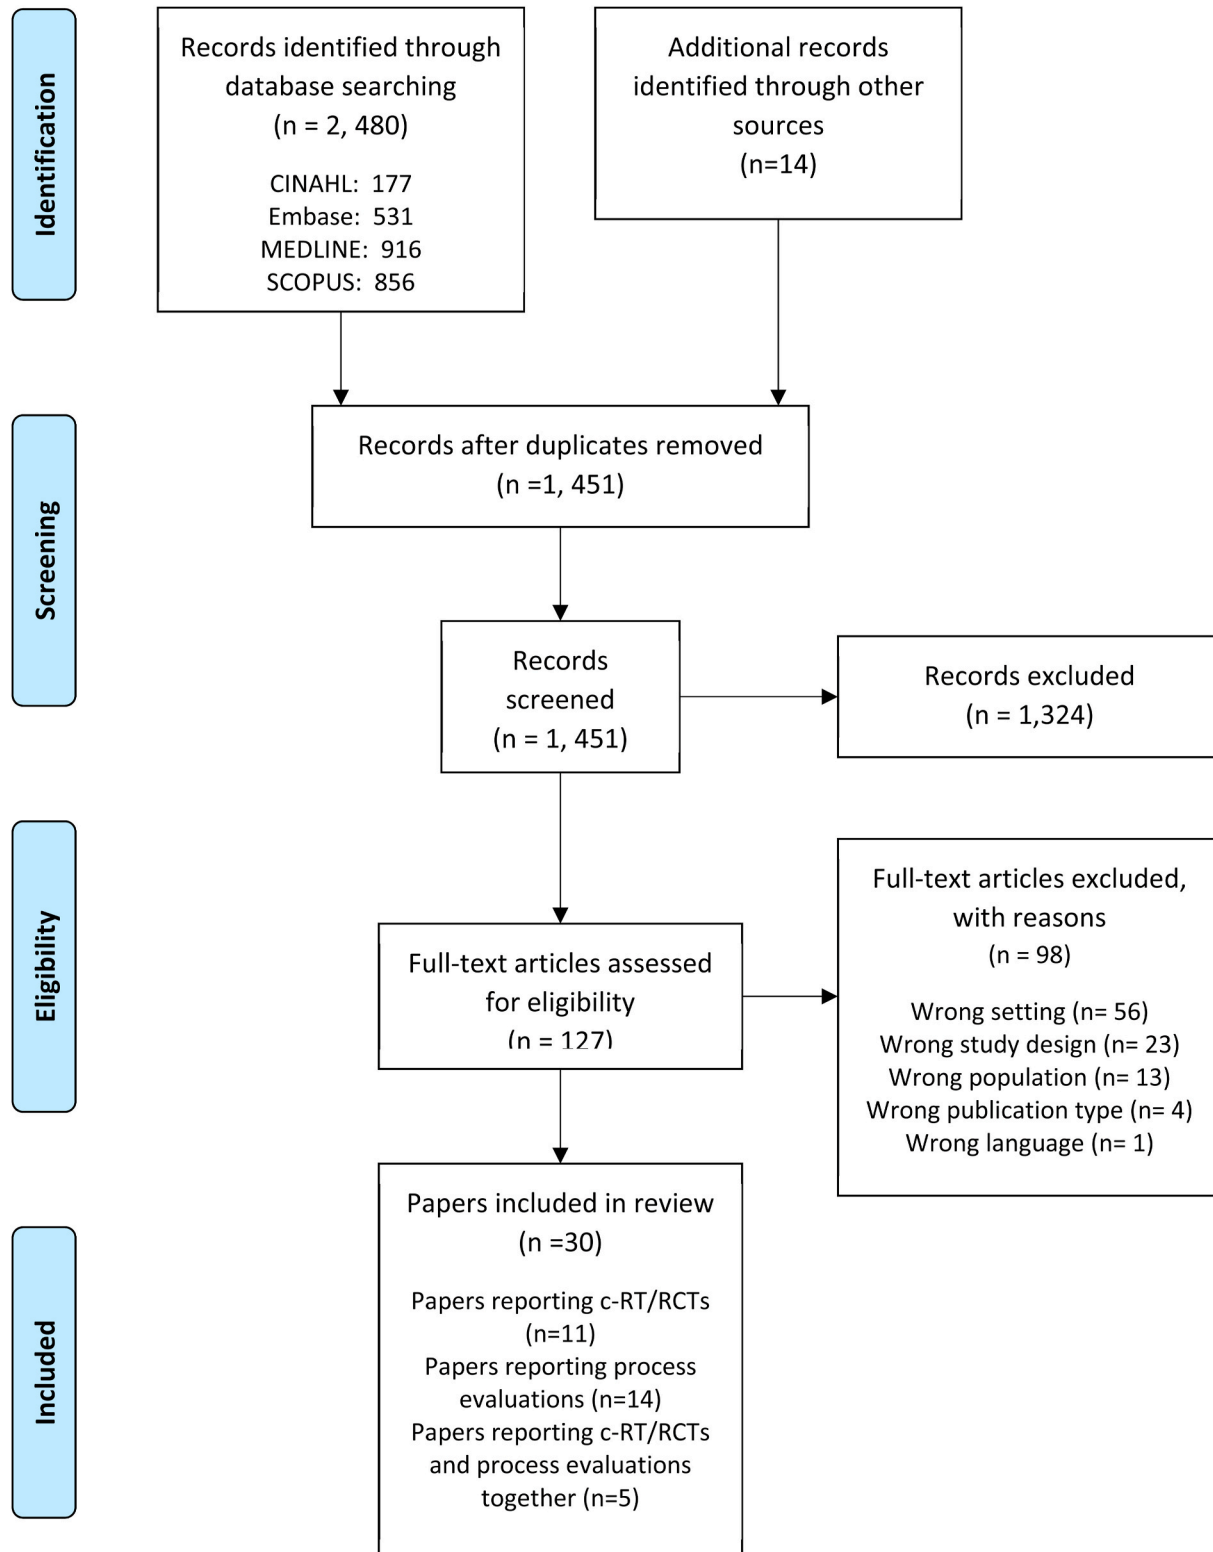 Identification
Records identified through
database searching
(n = 2, 480)
CINAHL: 177
Embase: 531
MEDLINE: 916
SCOPUS: 856
Additional records
identified through other
sources
(n=14)
Screening
Records after duplicates removed
(n =1, 451)
Records
screened
(n = 1, 451)
Records excluded
(n = 1,324)
Eligibility
Full-text articles assessed
for eligibility
(n = 127)
Full-text articles excluded,
with reasons
(n = 98)
Wrong setting (n= 56)
Wrong study design (n= 23)
Wrong population (n= 13)
Wrong publication type (n= 4)
Wrong language (n= 1)
Included
Papers included in review
(n =30)
Papers reporting c-RT/RCTs
(n=11)
Papers reporting process
evaluations (n=14)
Papers reporting c-RT/RCTs
and process evaluations
together (n=5)